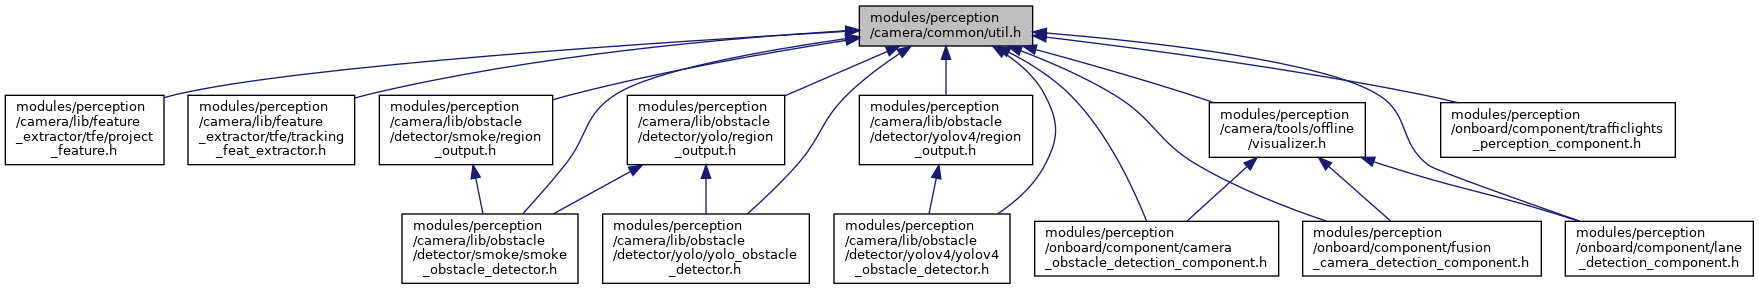 modules/perception
/camera/common/util.h
modules/perception
/camera/lib/feature
_extractor/tfe/project
_feature.h
modules/perception
/camera/lib/feature
_extractor/tfe/tracking
_feat_extractor.h
modules/perception
/camera/lib/obstacle
/detector/smoke/region
_output.h
modules/perception
/camera/lib/obstacle
/detector/yolo/region
_output.h
modules/perception
/camera/lib/obstacle
/detector/yolov4/region
_output.h
modules/perception
/camera/tools/offline
/visualizer.h
modules/perception
/onboard/component/trafficlights
_perception_component.h
modules/perception
/camera/lib/obstacle
/detector/smoke/smoke
_obstacle_detector.h
modules/perception
/camera/lib/obstacle
/detector/yolo/yolo_obstacle
_detector.h
modules/perception
/camera/lib/obstacle
/detector/yolov4/yolov4
_obstacle_detector.h
modules/perception
/onboard/component/camera
_obstacle_detection_component.h
modules/perception
/onboard/component/fusion
_camera_detection_component.h
modules/perception
/onboard/component/lane
_detection_component.h